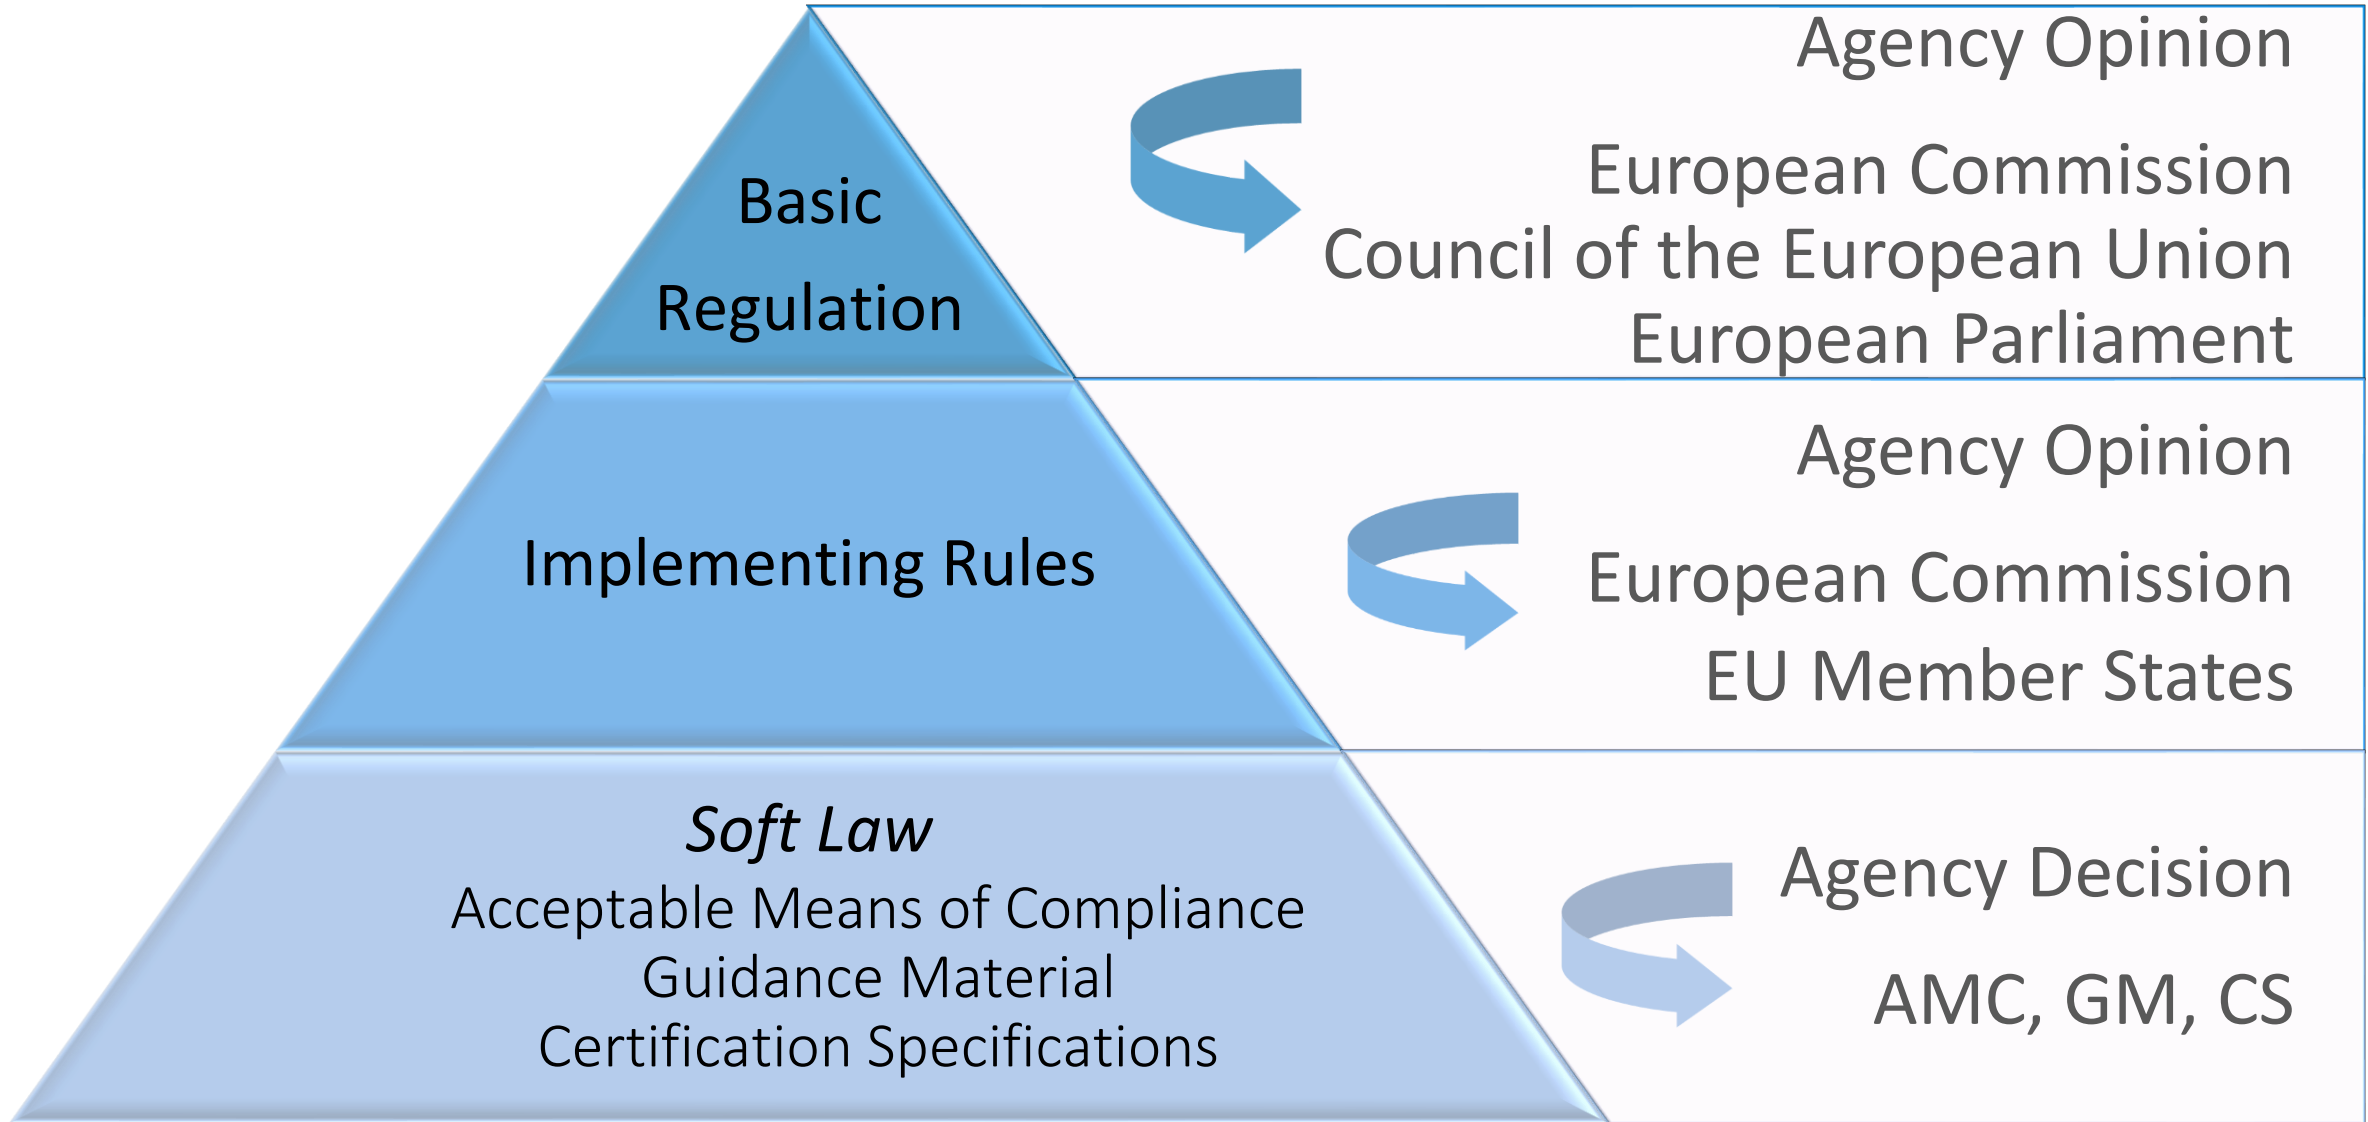 Basic
Regulation
Agency Opinion
European Commission
Council of the European Union
European Parliament
Implementing Rules
Agency Opinion
European Commission
EU Member States
Soft Law
Acceptable Means of Compliance
Guidance Material
Certification Specifications
Agency Decision
AMC, GM, CS